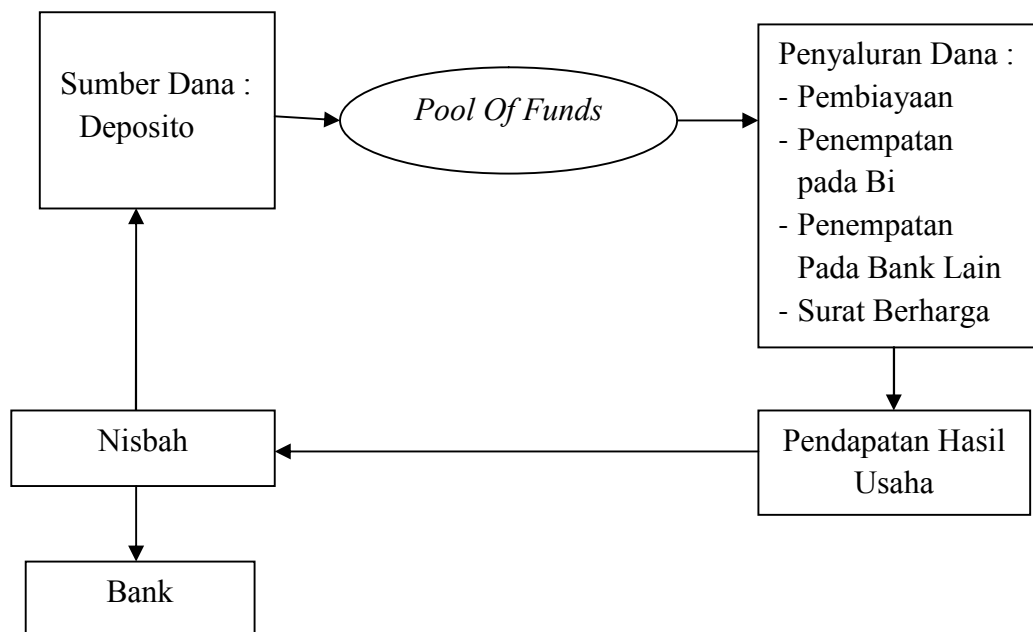 Sumber Dana :
Deposito
Pool Of Funds
Penyaluran Dana :
- Pembiayaan
- Penempatan
pada Bi
- Penempatan
Pada Bank Lain
- Surat Berharga
Nisbah
Pendapatan Hasil
Usaha
Bank